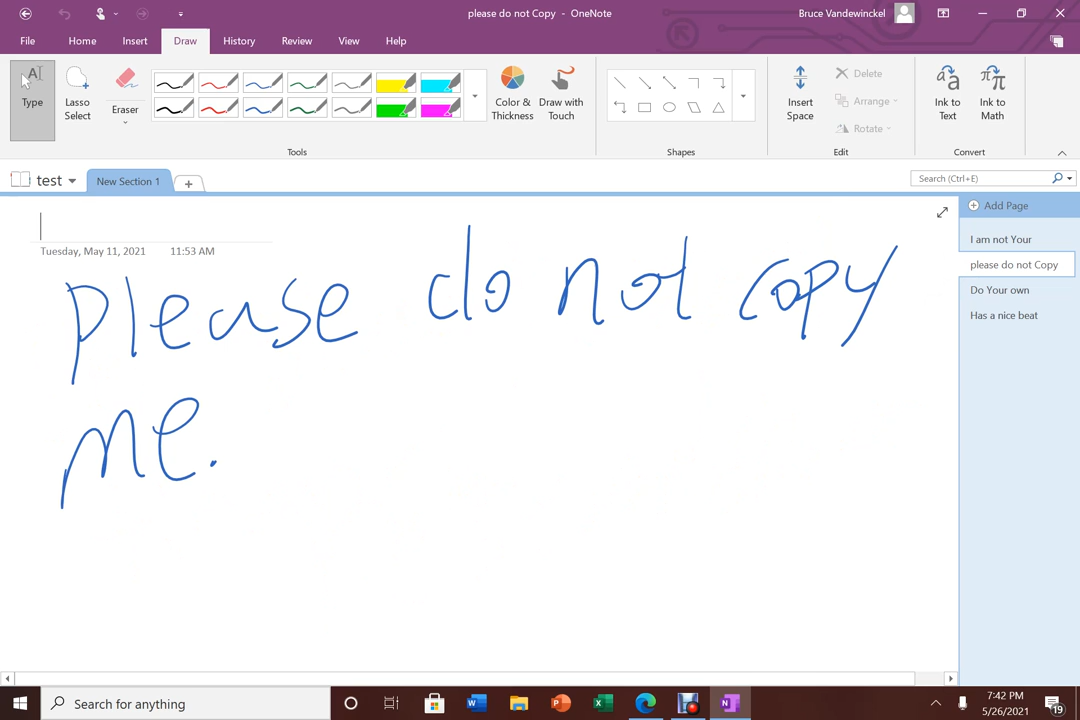 please do not Copy - OneNote
Bruce Vandewinckel
File Home Insert Draw History Review View Help
Type
Lasso Select
Eraser
Color & Thickness
Draw with Touch
Insert Space
Delete
Arrange
Rotate
Ink to Text
Ink to Math
Tools Shapes Edit Convert
test New Section 1
Search (Ctrl+E)
Add Page
I am not Your
please do not Copy
Do Your own
Has a nice beat
Tuesday, May 11, 2021 11:53 AM
Please do not copy
me.
Search for anything
7:42 PM
5/26/2021
19